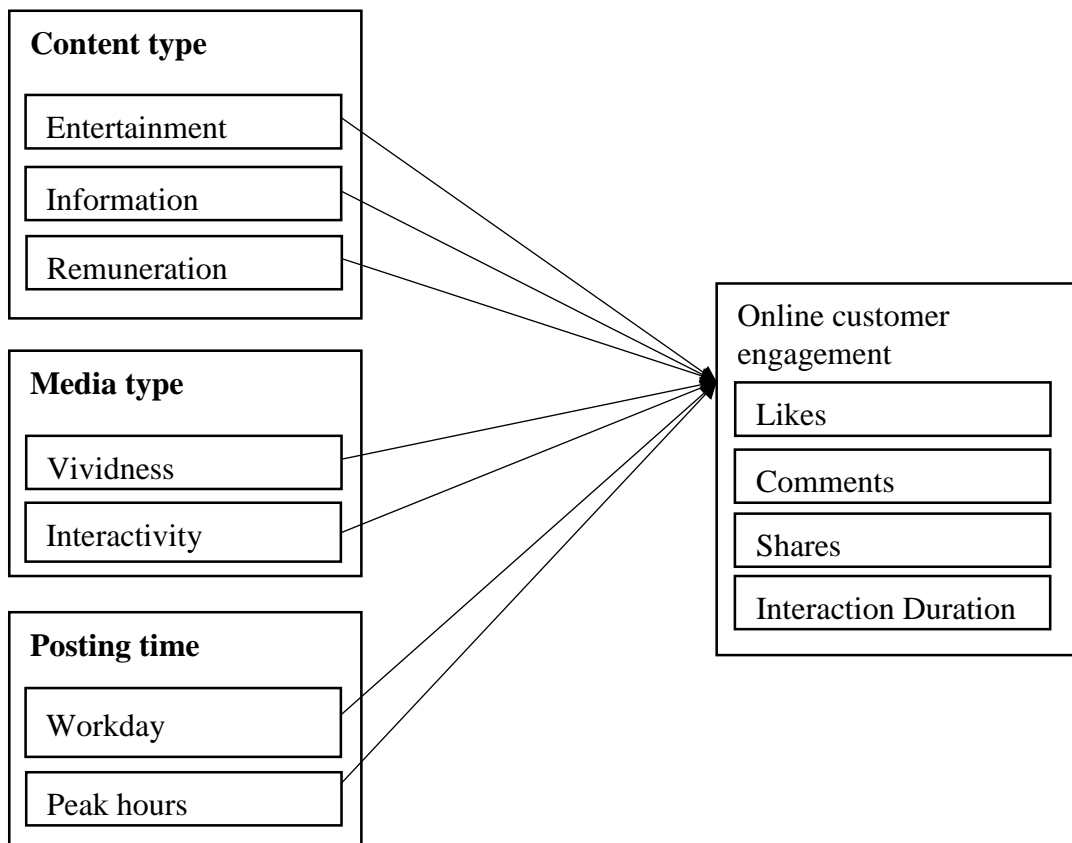 Content type
Entertainment
Information
Remuneration
Media type
Vividness
Interactivity
Posting time
Workday
Peak hours
Online customer
engagement
Likes
Comments
Shares
Interaction Duration